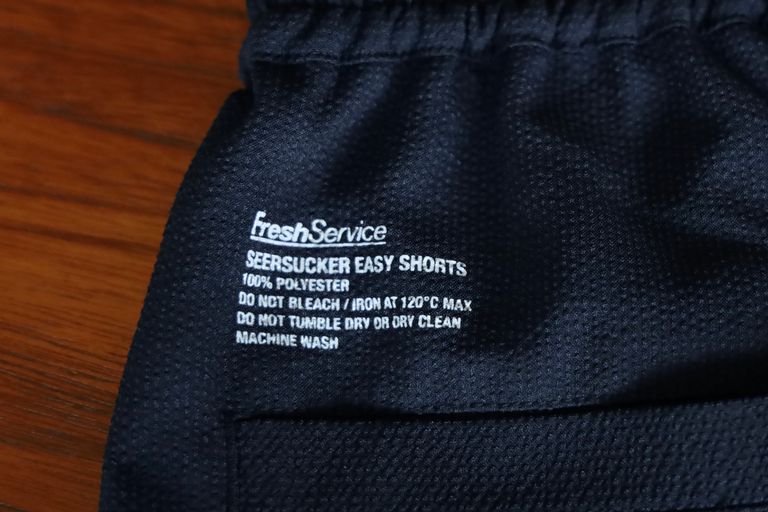 FreshService
SEERSUCKER EASY SHORTS
100% POLYESTER
DO NOT BLEACH / IRON AT 120°C MAX
DO NOT TUMBLE DRY OR DRY CLEAN
MACHINE WASH